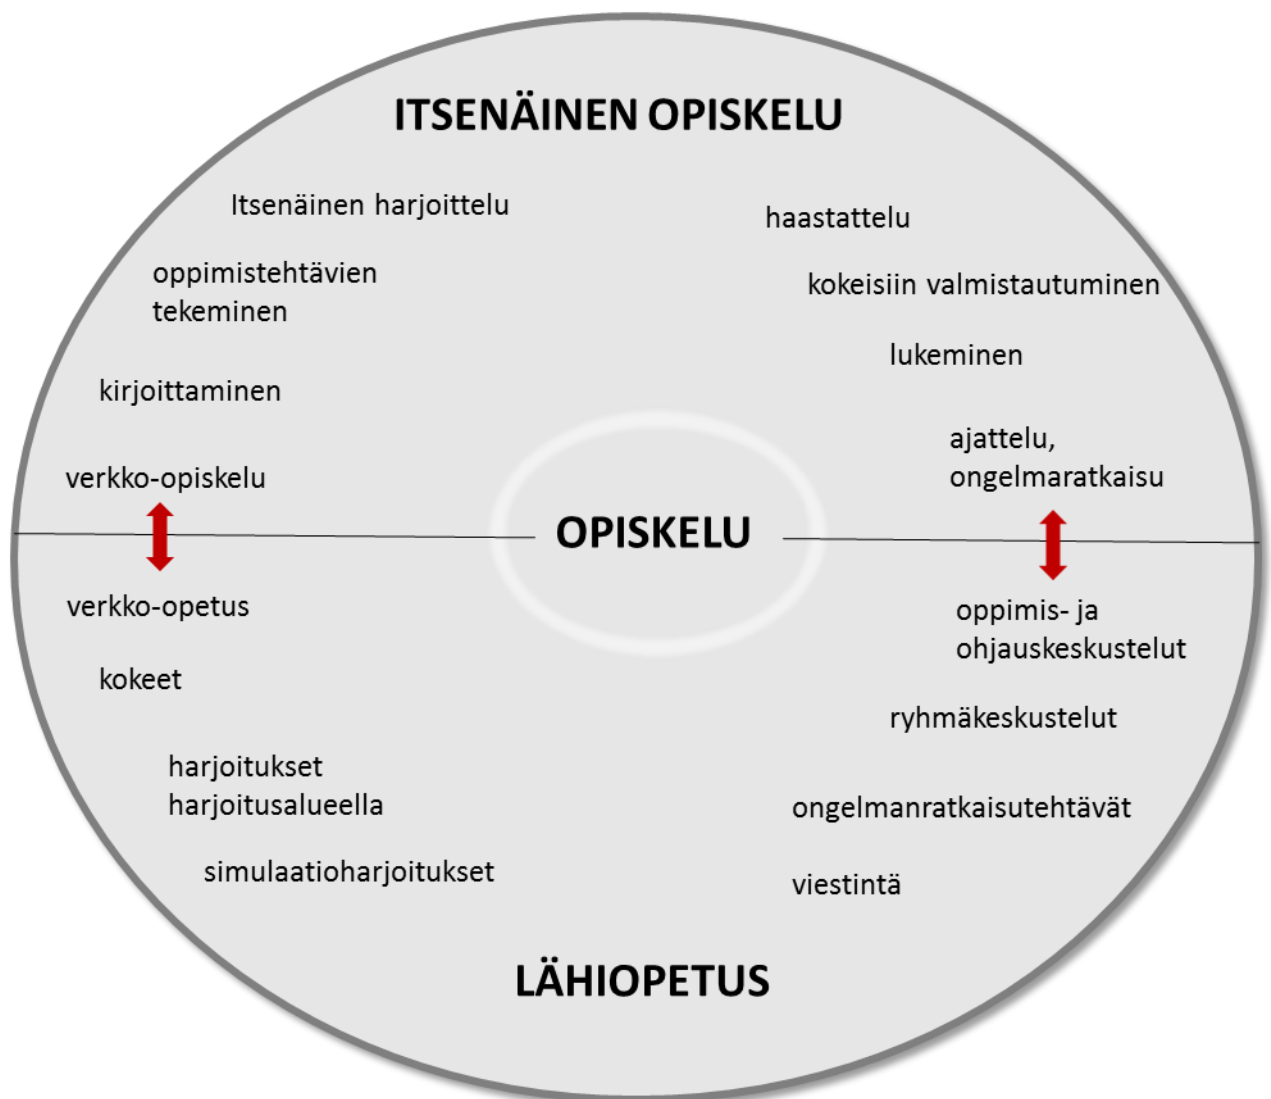 ITSENÄINEN OPISKELU
Itsenäinen harjoittelu
haastattelu
oppimistehtävien
tekeminen
kokeisiin valmistautuminen
lukeminen
kirjoittaminen
ajattelu,
ongelmaratkaisu
verkko-opiskelu
OPISKELU
verkko-opetus
oppimis- ja
ohjauskeskustelut
kokeet
ryhmäkeskustelut
harjoitukset
harjoitusalueella
ongelmanratkaisutehtävät
simulaatioharjoitukset
viestintä
LÄHIOPETUS